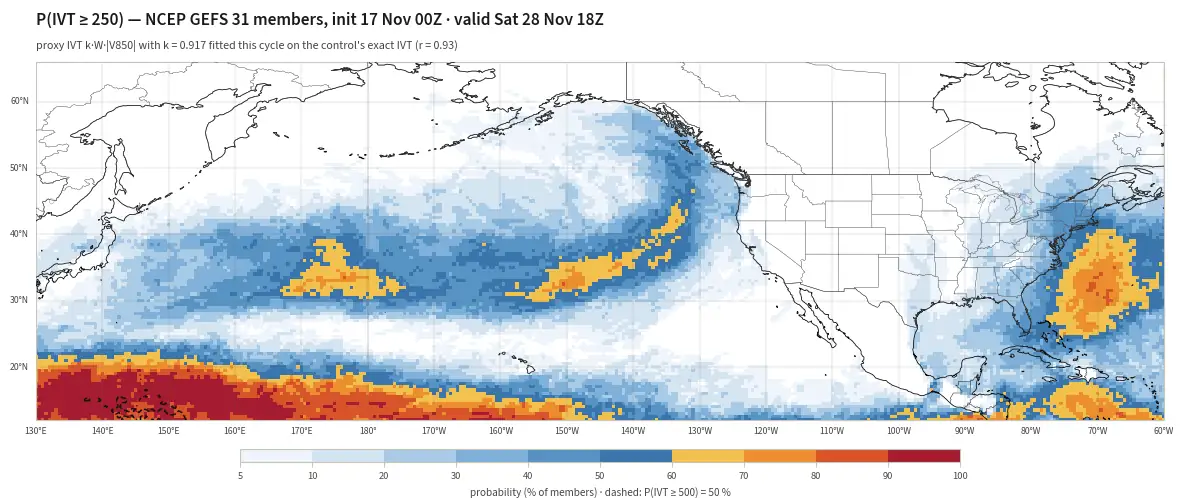 P(IVT ≥ 250) — NCEP GEFS 31 members, init 17 Nov 00Z · valid Sat 28 Nov 18Z
proxy IVT k·W·|V850| with k = 0.917 fitted this cycle on the control's exact IVT (r = 0.93)
60°N
50°N
40°N
30°N
20°N
130°E 140°E 150°E 160°E 170°E 180° 170°W 160°W 150°W 140°W 130°W 120°W 110°W 100°W 90°W 80°W 70°W 60°W
5 10 20 30 40 50 60 70 80 90 100
probability (% of members) · dashed: P(IVT ≥ 500) = 50 %